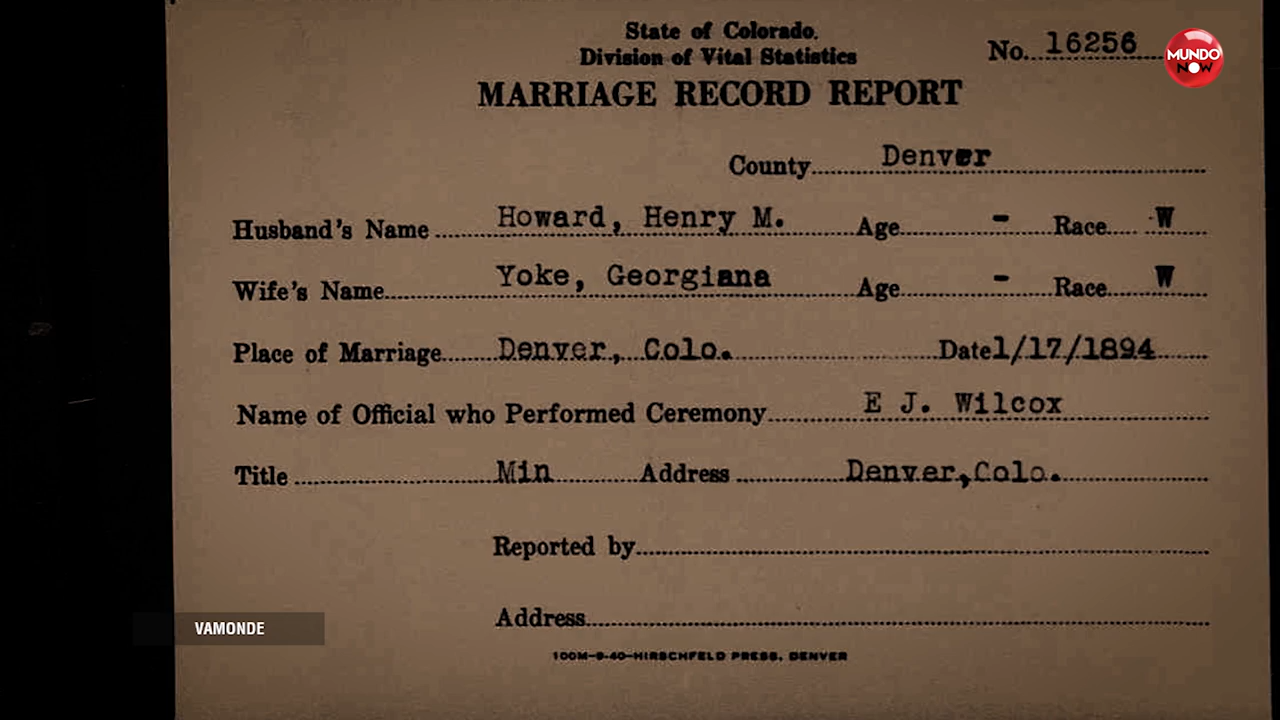 State of Colorado.
Division of Vital Statistics
No. 16256
MUNDO
NOW
MARRIAGE RECORD REPORT
County Denver
Husband's Name Howard, Henry M. Age - Race W
Wife's Name Yoke, Georgiana Age - Race W
Place of Marriage Denver, Colo. Date 1/17/1894
Name of Official who Performed Ceremony E J. Wilcox
Title Min Address Denver, Colo.
Reported by
Address
VAMONDE
100M-9-40-HIRSCHFELD PRESS, DENVER